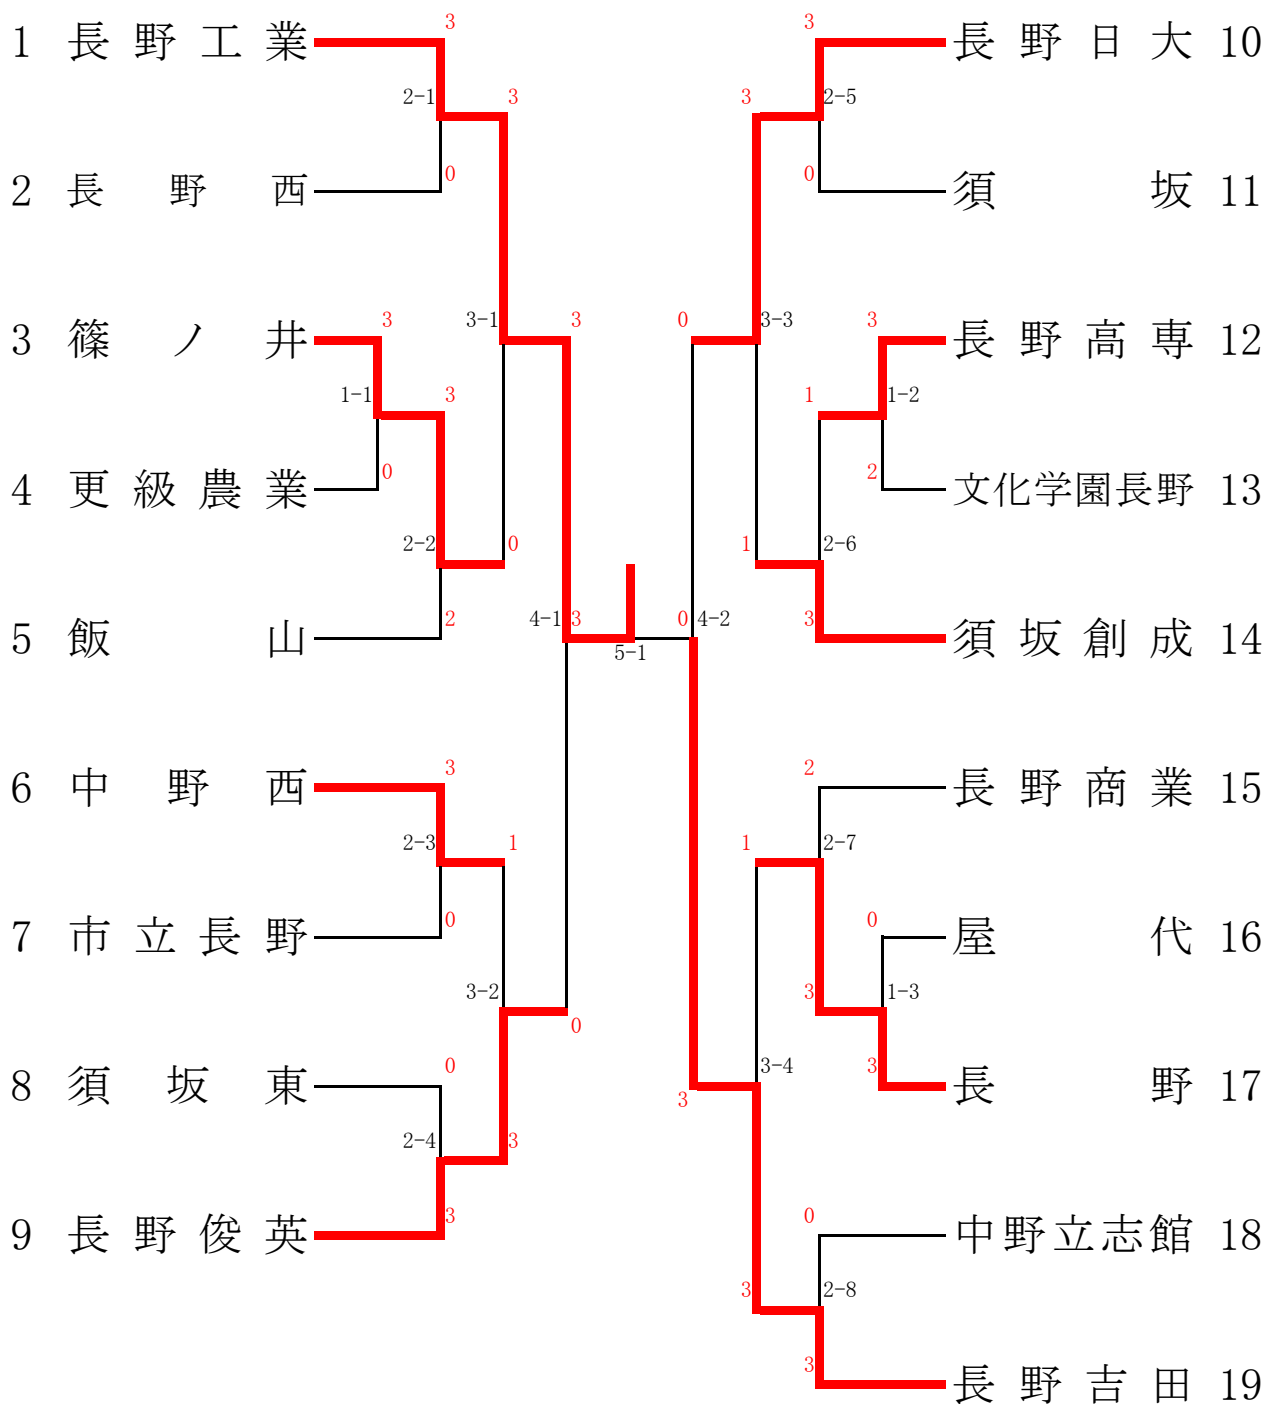 1 長野工業
2 長野西
3 篠ノ井
4 更級農業
5 飯山
6 中野西
7 市立長野
8 須坂東
9 長野俊英
3
2-1
0
3
3
1-1
0
3
2-2
2
3-1
0
3
3
2-3
0
1
0
2-4
3
3
3-2
0
4-1
3
5-1
0
4-2
0
3
3
3-3
1
3
2-5
0
1
2-6
3
3
1-2
2
1
3-4
3
2
2-7
3
0
1-3
3
0
2-8
3
長野日大 10
須坂 11
長野高専 12
文化学園長野 13
須坂創成 14
長野商業 15
屋代 16
長野 17
中野立志館 18
長野吉田 19